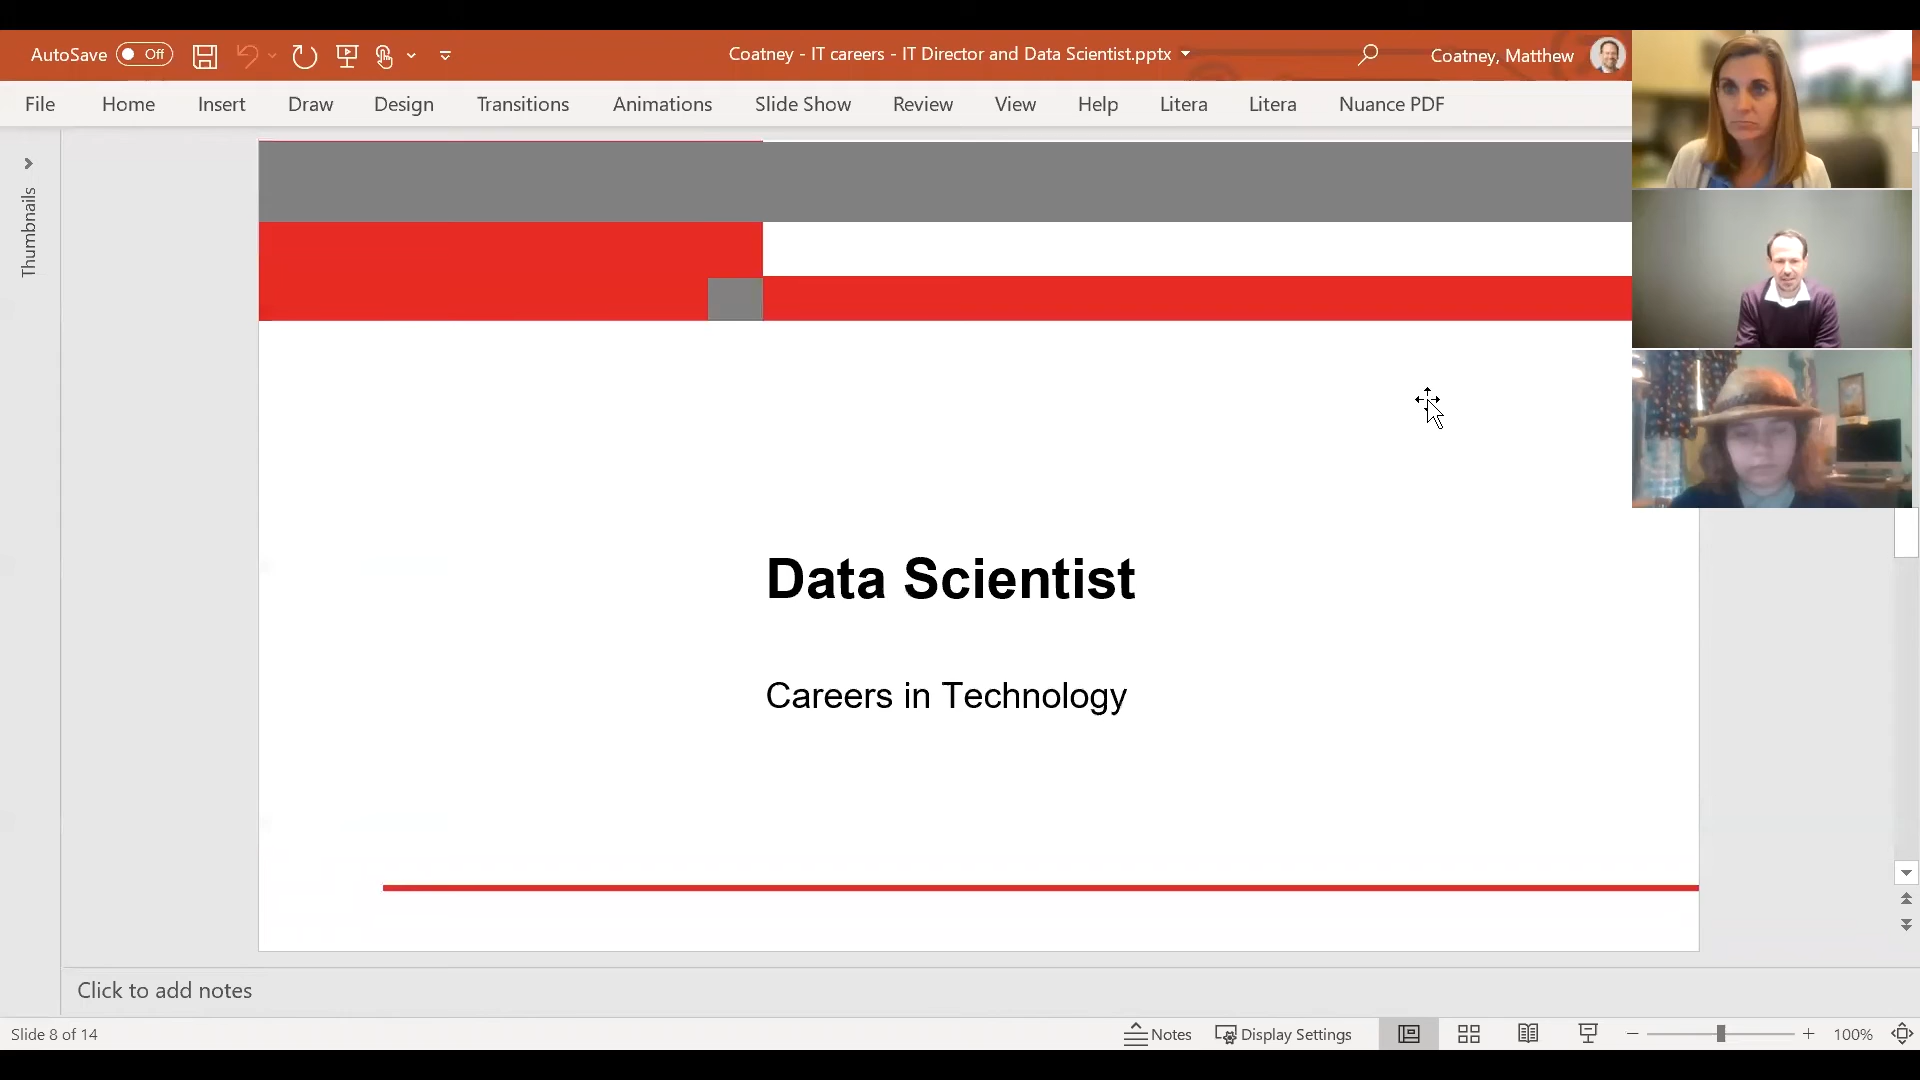 AutoSave Off
Coatney - IT careers - IT Director and Data Scientist.pptx
Coatney, Matthew
File Home Insert Draw Design Transitions Animations Slide Show Review View Help Litera Litera Nuance PDF
Thumbnails
Data Scientist
Careers in Technology
Click to add notes
Slide 8 of 14
Notes Display Settings 100%